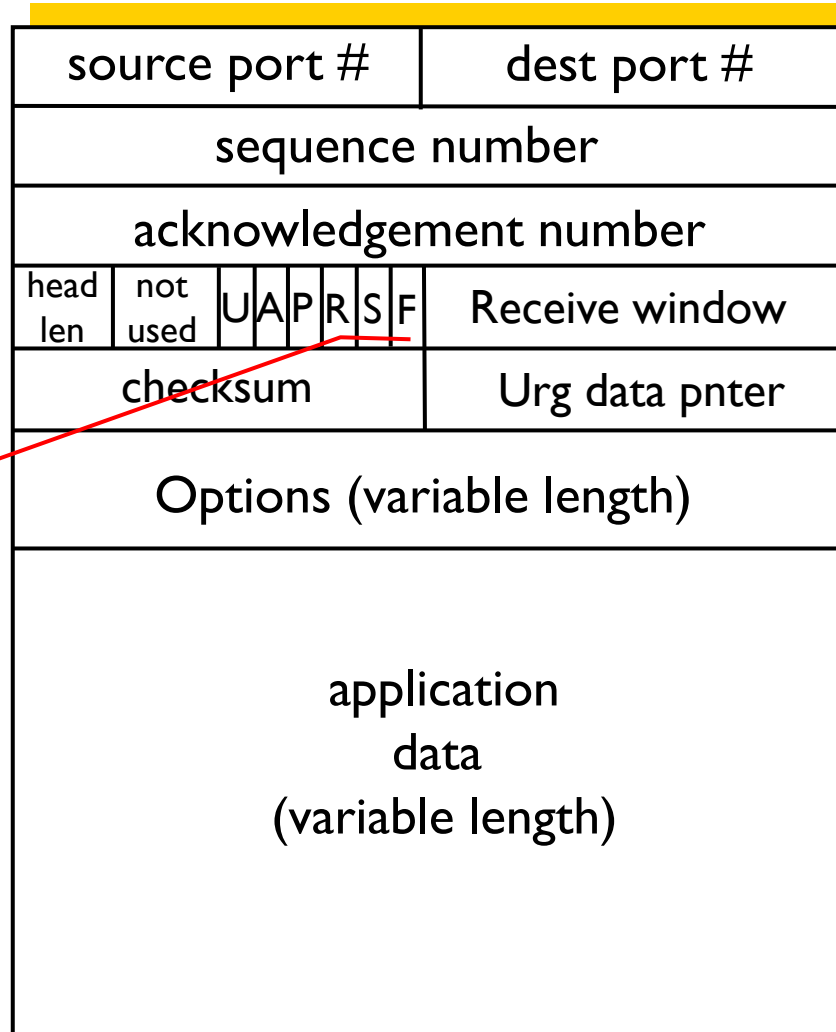 source port # dest port #
sequence number
acknowledgement number
head not U A P R S F Receive window
len used
checksum Urg data pnter
Options (variable length)
application
data
(variable length)